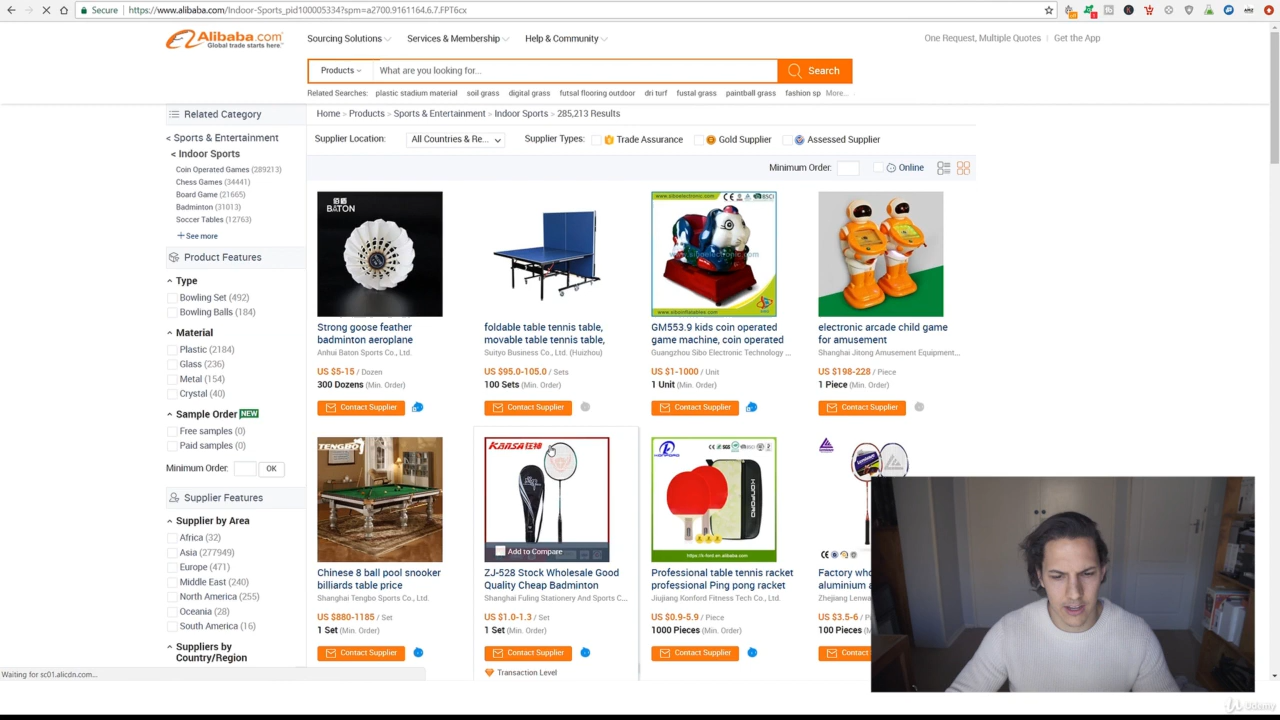 Secure
https://www.alibaba.com/Indoor-Sports_pid100005334?spm=a2700.9161164.6.7.FPT6cx
Alibaba.com
Global trade starts here.
Sourcing Solutions
Services & Membership
Help & Community
One Request, Multiple Quotes
Get the App
Products
What are you looking for...
Search
Related Searches: plastic stadium material soil grass digital grass futsal flooring outdoor dri turf fustal grass paintball grass fashion sp More...
Related Category
< Sports & Entertainment
< Indoor Sports
Coin Operated Games (289213)
Chess Games (34441)
Board Game (21665)
Badminton (31013)
Soccer Tables (12763)
+ See more
Product Features
Type
Bowling Set (492)
Bowling Balls (184)
Material
Plastic (2184)
Glass (236)
Metal (154)
Crystal (40)
Sample Order NEW
Free samples (0)
Paid samples (0)
Minimum Order: OK
Supplier Features
Supplier by Area
Africa (32)
Asia (277949)
Europe (471)
Middle East (240)
North America (255)
Oceania (28)
South America (16)
Suppliers by
Country/Region
Home > Products > Sports & Entertainment > Indoor Sports > 285,213 Results
Supplier Location: All Countries & Re... Supplier Types: Trade Assurance Gold Supplier Assessed Supplier
Minimum Order: Online
BATON
Strong goose feather
badminton aeroplane
Anhui Baton Sports Co., Ltd.
US $5-15 / Dozen
300 Dozens (Min. Order)
Contact Supplier
foldable table tennis table,
movable table tennis table,
Suityo Business Co., Ltd. (Huizhou)
US $95.0-105.0 / Sets
100 Sets (Min. Order)
Contact Supplier
GM553.9 kids coin operated
game machine, coin operated
Guangzhou Sibo Electronic Technology ...
US $1-1000 / Unit
1 Unit (Min. Order)
Contact Supplier
electronic arcade child game
for amusement
Shanghai Jitong Amusement Equipment...
US $198-228 / Piece
1 Piece (Min. Order)
Contact Supplier
TENGBO
Chinese 8 ball pool snooker
billiards table price
Shanghai Tengbo Sports Co., Ltd.
US $880-1185 / Set
1 Set (Min. Order)
Contact Supplier
KANSA 狂神
Add to Compare
ZJ-528 Stock Wholesale Good
Quality Cheap Badminton
Shanghai Fuling Stationery And Sports C...
US $1.0-1.3 / Set
1 Set (Min. Order)
Contact Supplier
Transaction Level
KONFORD
https://k-ford.en.alibaba.com
Professional table tennis racket
professional Ping pong racket
Jiujiang Konford Fitness Tech Co., Ltd.
US $0.9-5.9 / Piece
1000 Pieces (Min. Order)
Contact Supplier
Factory who
aluminium a
Zhejiang Lenwa
US $3.5-6 / P
100 Pieces
Conta
Waiting for sc01.alicdn.com...
udemy